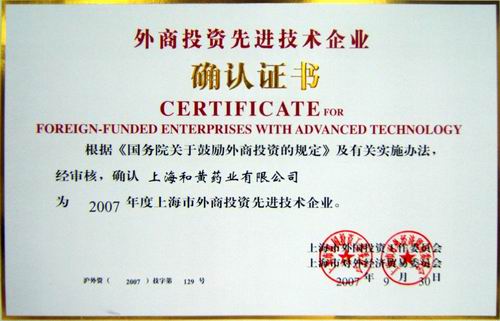 外商投资先进技术企业
确认证书
CERTIFICATE FOR
FOREIGN-FUNDED ENTERPRISES WITH ADVANCED TECHNOLOGY
根据《国务院关于鼓励外商投资的规定》及有关实施办法，
经审核，确认 上海和黄药业有限公司
为 2007 年度上海市外商投资先进技术企业。
上海市外国投资工作委员会
上海市对外经济贸易委员会
沪外资（ 2007 ）技字第 129 号
2007 年 9 月 30 日